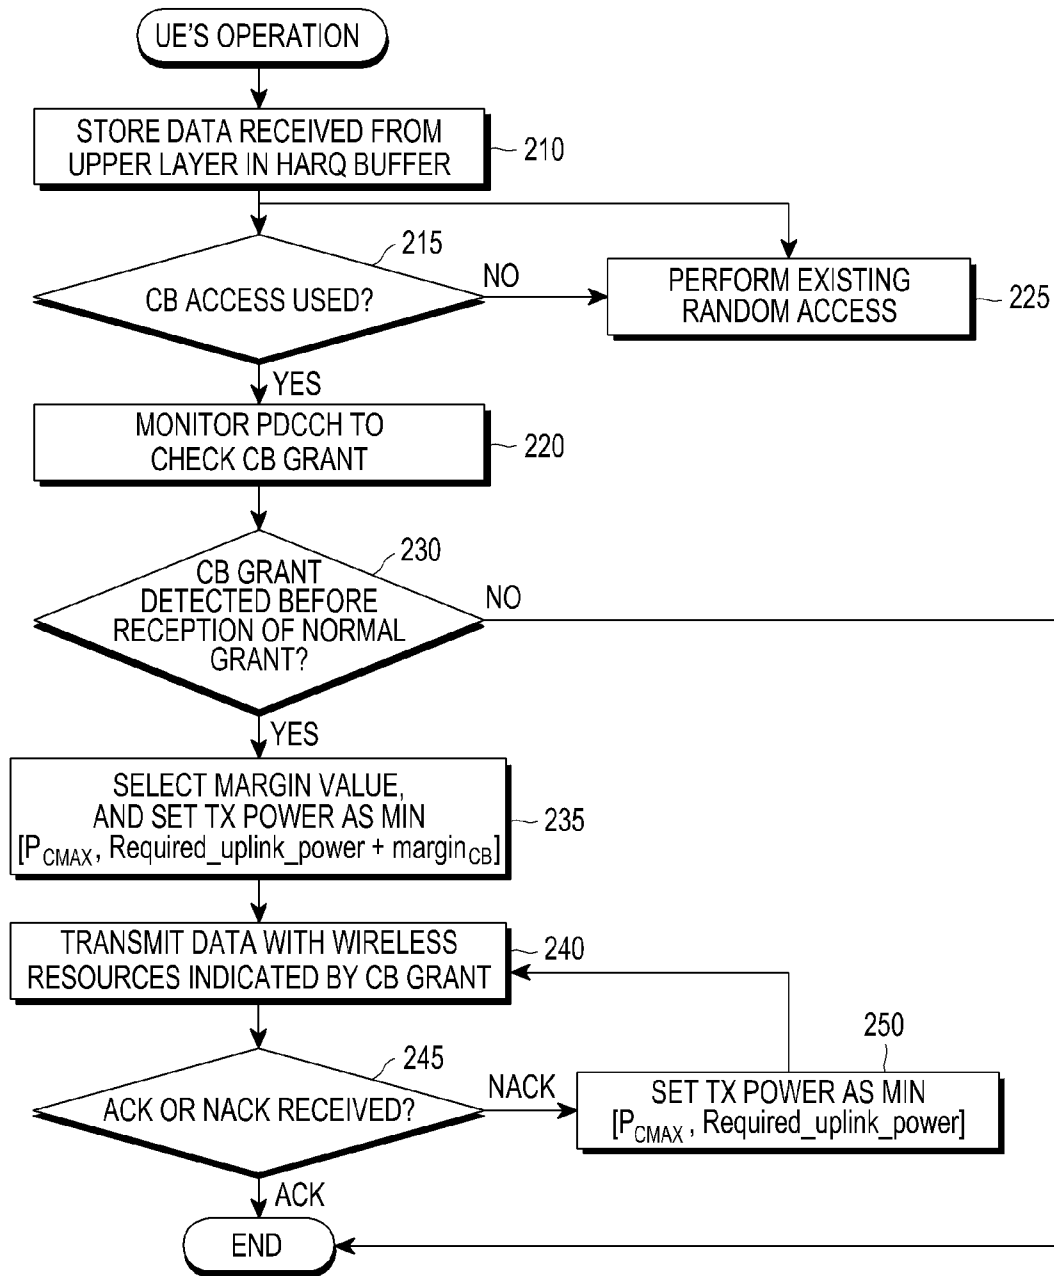 UE'S OPERATION
STORE DATA RECEIVED FROM
UPPER LAYER IN HARQ BUFFER
210
215
CB ACCESS USED?
NO
PERFORM EXISTING
RANDOM ACCESS
225
YES
MONITOR PDCCH TO
CHECK CB GRANT
220
230
CB GRANT
DETECTED BEFORE
RECEPTION OF NORMAL
GRANT?
NO
YES
SELECT MARGIN VALUE,
AND SET TX POWER AS MIN
[PCMAX, Required_uplink_power + marginCB]
235
TRANSMIT DATA WITH WIRELESS
RESOURCES INDICATED BY CB GRANT
240
245
ACK OR NACK RECEIVED?
NACK
250
SET TX POWER AS MIN
[PCMAX, Required_uplink_power]
ACK
END